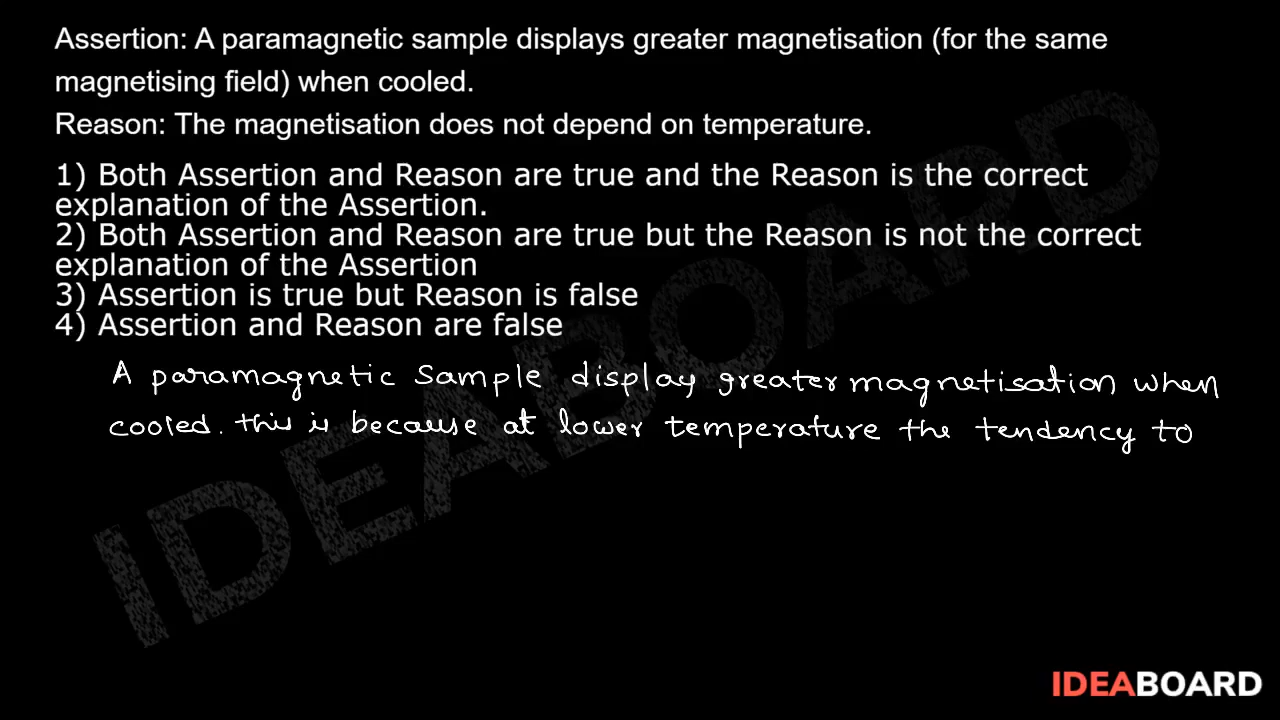 Assertion: A paramagnetic sample displays greater magnetisation (for the same
magnetising field) when cooled.
Reason: The magnetisation does not depend on temperature.
1) Both Assertion and Reason are true and the Reason is the correct
explanation of the Assertion.
2) Both Assertion and Reason are true but the Reason is not the correct
explanation of the Assertion
3) Assertion is true but Reason is false
4) Assertion and Reason are false
A paramagnetic sample display greater magnetisation when
cooled. this is because at lower temperature the tendency to
IDEABOARD
IDEABOARD